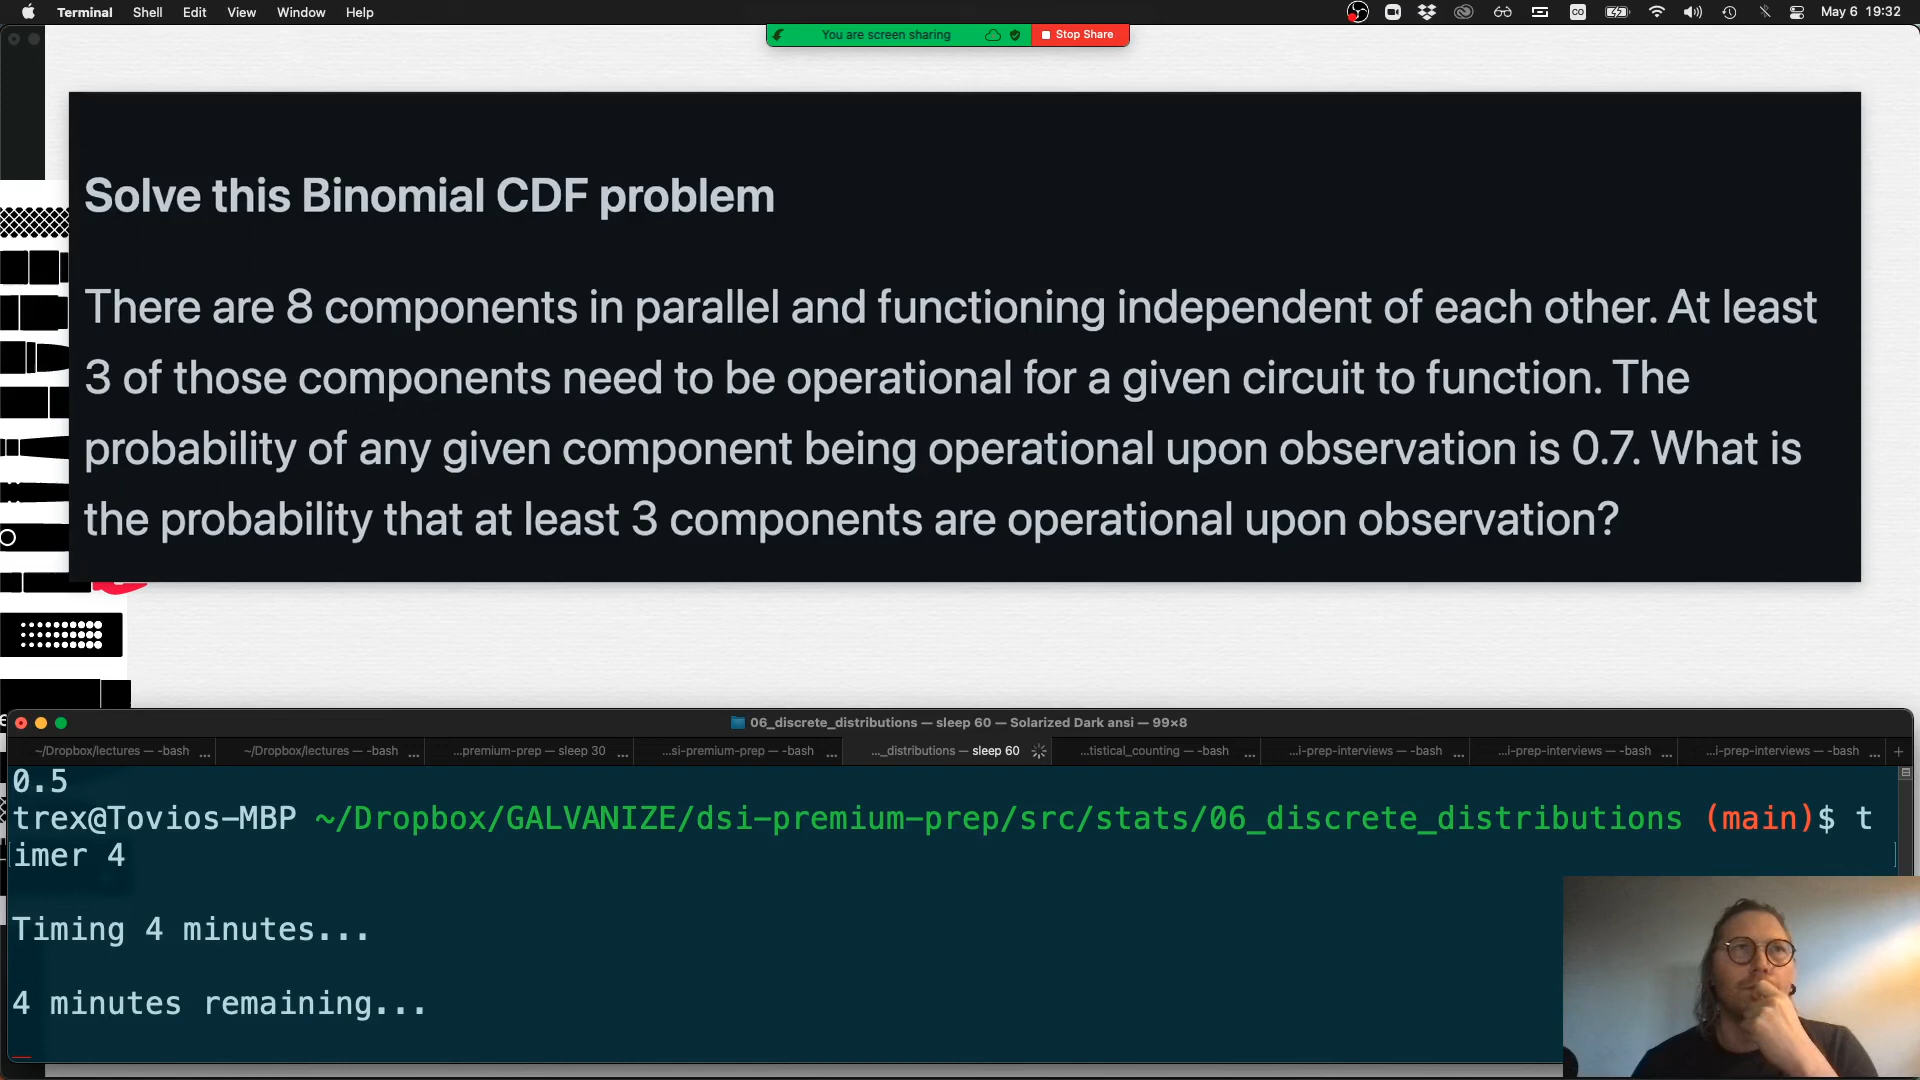 Terminal Shell Edit View Window Help
May 6 19:32
You are screen sharing
Stop Share
Solve this Binomial CDF problem
There are 8 components in parallel and functioning independent of each other. At least
3 of those components need to be operational for a given circuit to function. The
probability of any given component being operational upon observation is 0.7. What is
the probability that at least 3 components are operational upon observation?
06_discrete_distributions — sleep 60 — Solarized Dark ansi — 99×8
~/Dropbox/lectures — -bash ... ~/Dropbox/lectures — -bash ... ...premium-prep — sleep 30 ... ...si-premium-prep — -bash ... ..._distributions — sleep 60 ...tistical_counting — -bash ... ...i-prep-interviews — -bash ... ...i-prep-interviews — -bash ... ...i-prep-interviews — -bash ... +
0.5
trex@Tovios-MBP ~/Dropbox/GALVANIZE/dsi-premium-prep/src/stats/06_discrete_distributions (main)$ t
imer 4
Timing 4 minutes...
4 minutes remaining...